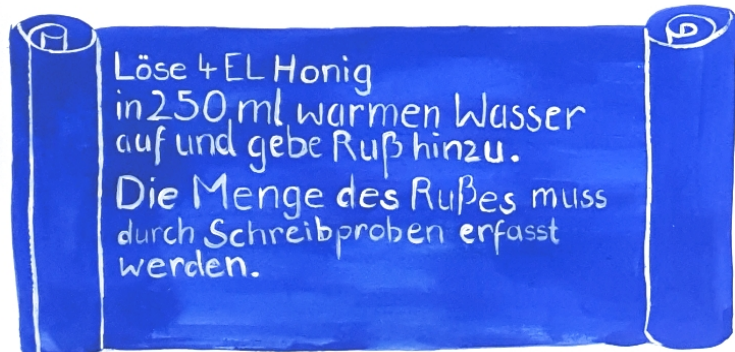 Löse 4 EL Honig
in 250 ml warmen Wasser
auf und gebe Ruß hinzu.
Die Menge des Rußes muss
durch Schreibproben erfasst
werden.